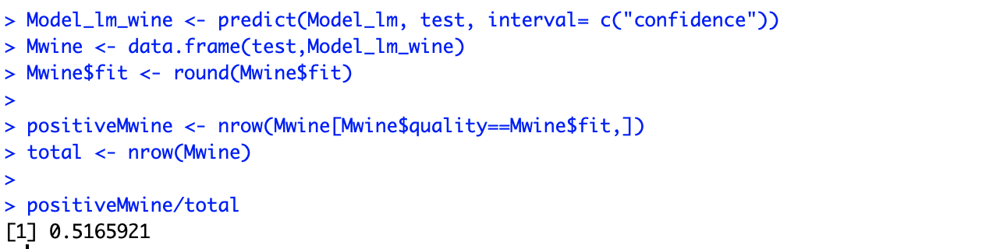 > Model_lm_wine <- predict(Model_lm, test, interval= c("confidence"))
> Mwine <- data.frame(test,Model_lm_wine)
> Mwine$fit <- round(Mwine$fit)
>
> positiveMwine <- nrow(Mwine[Mwine$quality==Mwine$fit,])
> total <- nrow(Mwine)
>
> positiveMwine/total
[1] 0.5165921